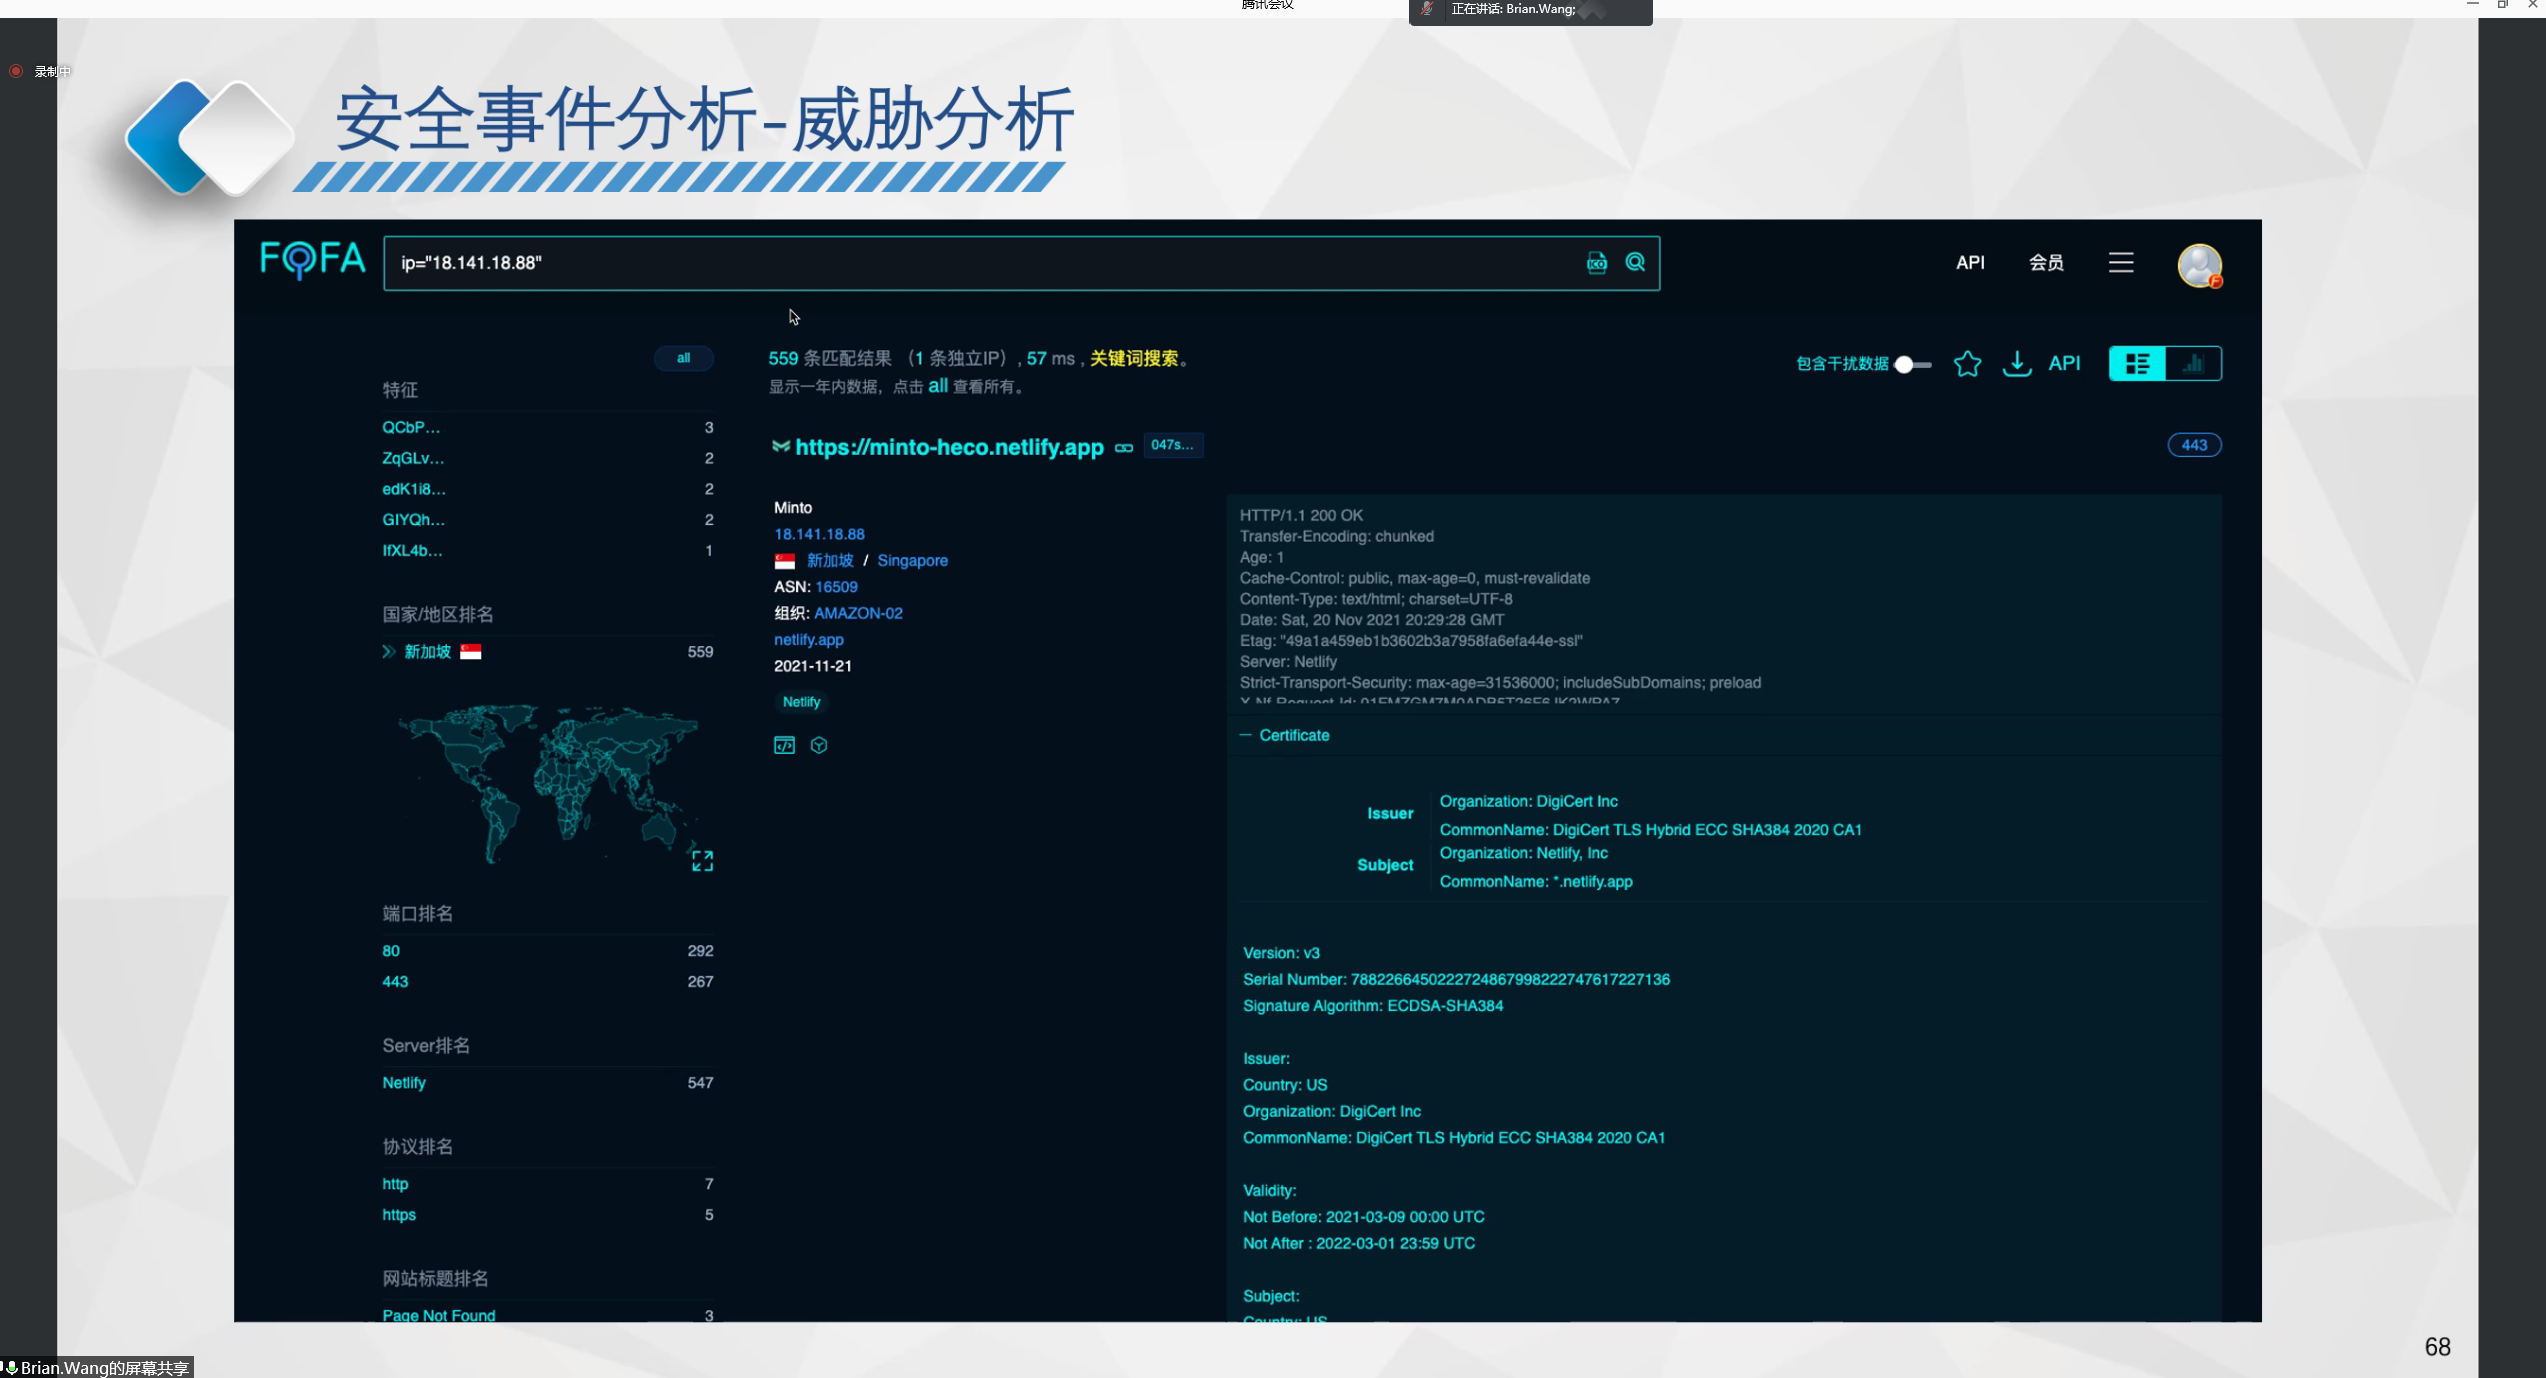 腾讯会议
正在讲话: Brian.Wang;
录制中
安全事件分析-威胁分析
FOFA
ip="18.141.18.88"
ICO
API
会员
F
all
559 条匹配结果 （1 条独立IP）, 57 ms , 关键词搜索。
显示一年内数据，点击 all 查看所有。
包含干扰数据
API
特征
QCbP... 3
ZqGLv... 2
edK1i8... 2
GIYQh... 2
IfXL4b... 1
国家/地区排名
新加坡 559
端口排名
80 292
443 267
Server排名
Netlify 547
协议排名
http 7
https 5
网站标题排名
Page Not Found 3
https://minto-heco.netlify.app 047s...
443
Minto
18.141.18.88
新加坡 / Singapore
ASN: 16509
组织: AMAZON-02
netlify.app
2021-11-21
Netlify
HTTP/1.1 200 OK
Transfer-Encoding: chunked
Age: 1
Cache-Control: public, max-age=0, must-revalidate
Content-Type: text/html; charset=UTF-8
Date: Sat, 20 Nov 2021 20:29:28 GMT
Etag: "49a1a459eb1b3602b3a7958fa6efa44e-ssl"
Server: Netlify
Strict-Transport-Security: max-age=31536000; includeSubDomains; preload
X-Nf-Request-Id:
Certificate
Issuer
Organization: DigiCert Inc
CommonName: DigiCert TLS Hybrid ECC SHA384 2020 CA1
Subject
Organization: Netlify, Inc
CommonName: *.netlify.app
Version: v3
Serial Number: 7882266450222724867998222747617227136
Signature Algorithm: ECDSA-SHA384
Issuer:
Country: US
Organization: DigiCert Inc
CommonName: DigiCert TLS Hybrid ECC SHA384 2020 CA1
Validity:
Not Before: 2021-03-09 00:00 UTC
Not After : 2022-03-01 23:59 UTC
Subject:
Country: US
68
Brian.Wang的屏幕共享